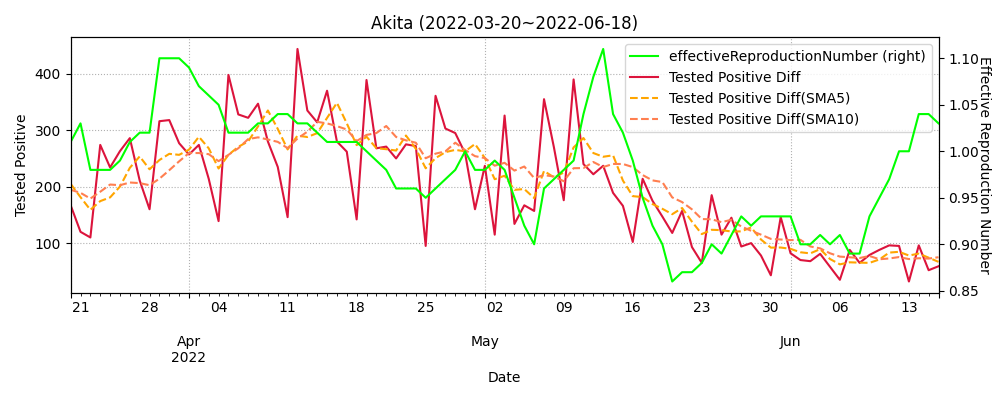 Akita (2022-03-20~2022-06-18)
effectiveReproductionNumber (right)
Tested Positive Diff
Tested Positive Diff(SMA5)
Tested Positive Diff(SMA10)
Tested Positive
400
300
200
100
1.10
1.05
1.00
0.95
0.90
0.85
Effective Reproduction Number
21 28 04 11 18 25 02 09 16 23 30 06 13
Apr May Jun
2022
Date